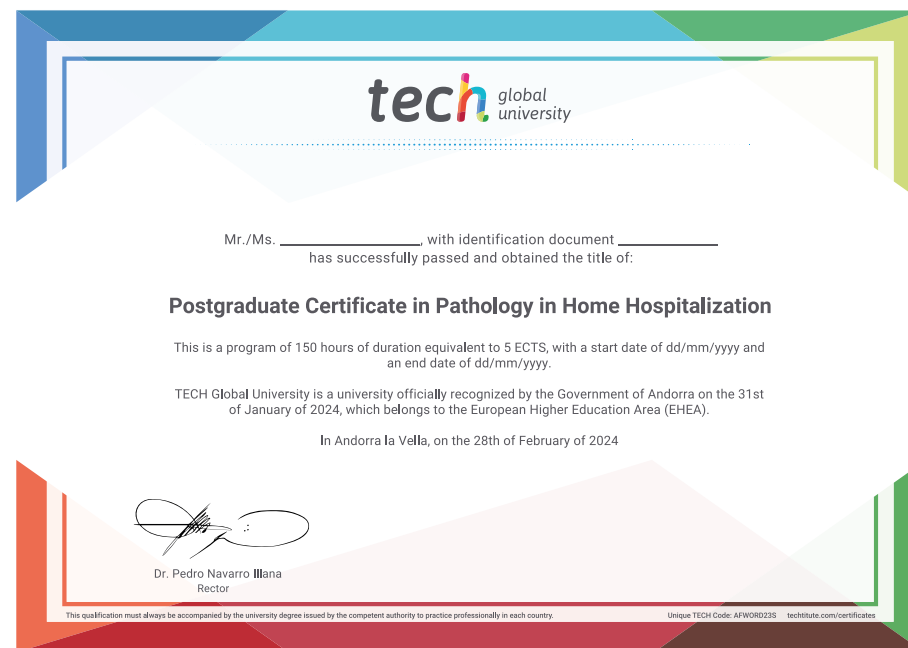 tech global
university
Mr./Ms. ____________, with identification document ____________
has successfully passed and obtained the title of:
Postgraduate Certificate in Pathology in Home Hospitalization
This is a program of 150 hours of duration equivalent to 5 ECTS, with a start date of dd/mm/yyyy and
an end date of dd/mm/yyyy.
TECH Global University is a university officially recognized by the Government of Andorra on the 31st
of January of 2024, which belongs to the European Higher Education Area (EHEA).
In Andorra la Vella, on the 28th of February of 2024
Dr. Pedro Navarro Illana
Rector
This qualification must always be accompanied by the university degree issued by the competent authority to practice professionally in each country. Unique TECH Code: AFWORD23S techtitute.com/certificates